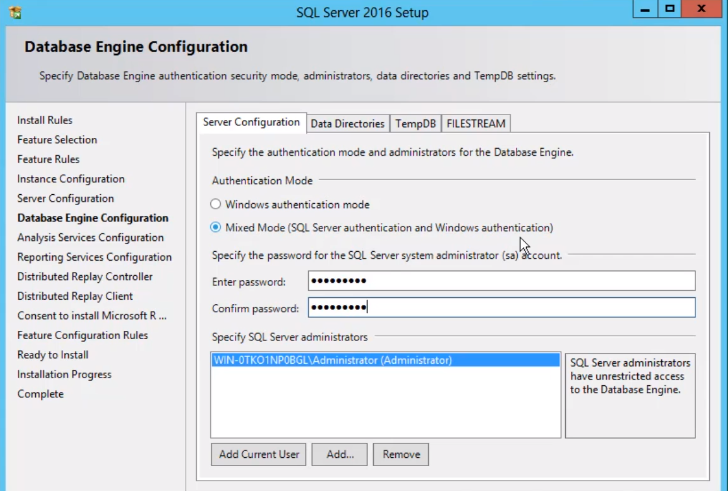 SQL Server 2016 Setup
Database Engine Configuration
Specify Database Engine authentication security mode, administrators, data directories and TempDB settings.
Install Rules
Feature Selection
Feature Rules
Instance Configuration
Server Configuration
Database Engine Configuration
Analysis Services Configuration
Reporting Services Configuration
Distributed Replay Controller
Distributed Replay Client
Consent to install Microsoft R ...
Feature Configuration Rules
Ready to Install
Installation Progress
Complete
Server Configuration Data Directories TempDB FILESTREAM
Specify the authentication mode and administrators for the Database Engine.
Authentication Mode
Windows authentication mode
Mixed Mode (SQL Server authentication and Windows authentication)
Specify the password for the SQL Server system administrator (sa) account.
Enter password: ●●●●●●●●●
Confirm password: ●●●●●●●●●
Specify SQL Server administrators
WIN-0TKO1NP0BGL\Administrator (Administrator)
SQL Server administrators
have unrestricted access
to the Database Engine.
Add Current User Add... Remove